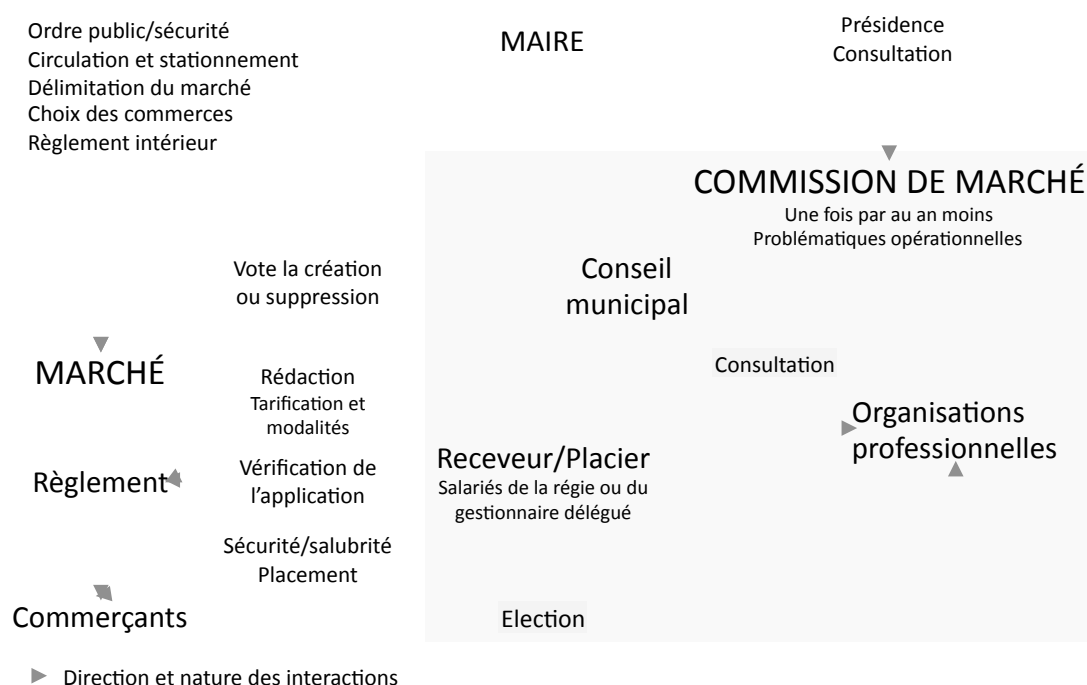 Ordre public/sécurité
Circulation et stationnement
Délimitation du marché
Choix des commerces
Règlement intérieur
MAIRE
Présidence
Consultation
COMMISSION DE MARCHÉ
Une fois par au an moins
Problématiques opérationnelles
Vote la création
ou suppression
Conseil
municipal
MARCHÉ
Rédaction
Tarification et
modalités
Consultation
Organisations
professionnelles
Règlement
Vérification de
l'application
Receveur/Placier
Salariés de la régie ou du
gestionnaire délégué
Sécurité/salubrité
Placement
Commerçants
Election
Direction et nature des interactions